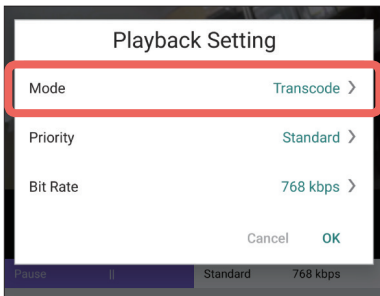 Playback Setting
Mode Transcode >
Priority Standard >
Bit Rate 768 kbps >
Cancel OK
Pause || Standard 768 kbps